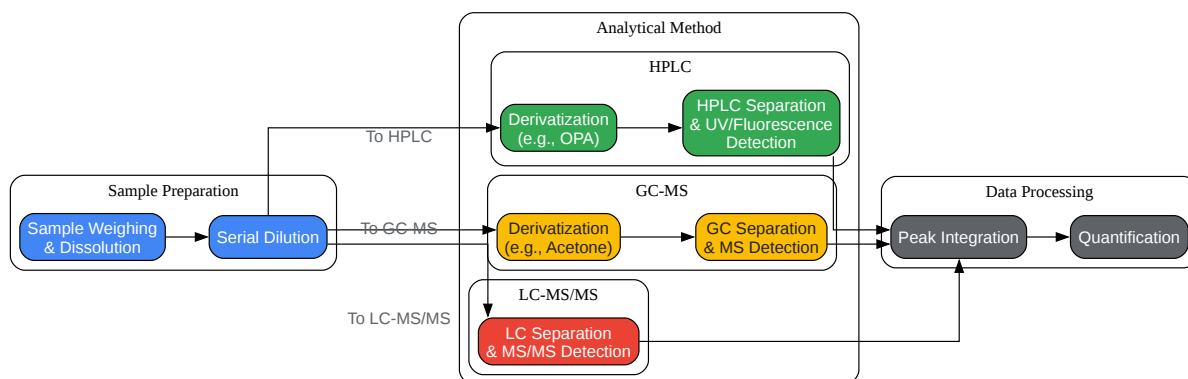 Analytical Method
HPLC
Derivatization
(e.g., OPA)
HPLC Separation
& UV/Fluorescence
Detection
To HPLC
Sample Preparation
Sample Weighing
& Dissolution
Serial Dilution
To GC-MS
GC-MS
Derivatization
(e.g., Acetone)
GC Separation
& MS Detection
Data Processing
Peak Integration
Quantification
To LC-MS/MS
LC-MS/MS
LC Separation
& MS/MS Detection